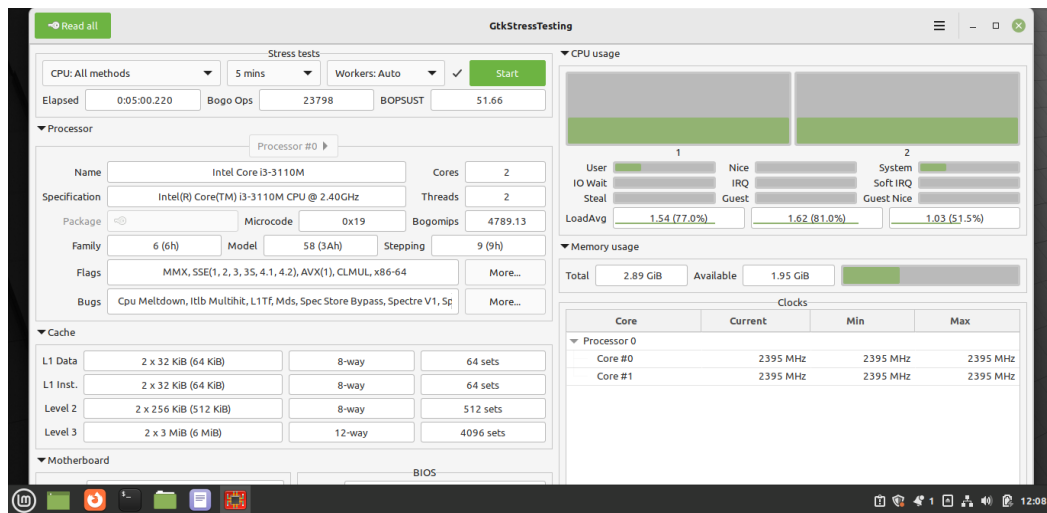 Read all
GtkStressTesting
Stress tests
CPU: All methods
5 mins
Workers: Auto
Start
Elapsed
0:05:00.220
Bogo Ops
23798
BOPSUST
51.66
Processor
Processor #0
Name
Intel Core i3-3110M
Cores
2
Specification
Intel(R) Core(TM) i3-3110M CPU @ 2.40GHz
Threads
2
Package
Microcode
0x19
Bogomips
4789.13
Family
6 (6h)
Model
58 (3Ah)
Stepping
9 (9h)
Flags
MMX, SSE(1, 2, 3, 3S, 4.1, 4.2), AVX(1), CLMUL, x86-64
More...
Bugs
Cpu Meltdown, Itlb Multihit, L1Tf, Mds, Spec Store Bypass, Spectre V1, Sp
More...
Cache
L1 Data
2 x 32 KiB (64 KiB)
8-way
64 sets
L1 Inst.
2 x 32 KiB (64 KiB)
8-way
64 sets
Level 2
2 x 256 KiB (512 KiB)
8-way
512 sets
Level 3
2 x 3 MiB (6 MiB)
12-way
4096 sets
Motherboard
BIOS
CPU usage
1
2
User
Nice
System
IO Wait
IRQ
Soft IRQ
Steal
Guest
Guest Nice
LoadAvg
1.54 (77.0%)
1.62 (81.0%)
1.03 (51.5%)
Memory usage
Total
2.89 GiB
Available
1.95 GiB
Clocks
Core
Current
Min
Max
Processor 0
Core #0
2395 MHz
2395 MHz
2395 MHz
Core #1
2395 MHz
2395 MHz
2395 MHz
1
12:08